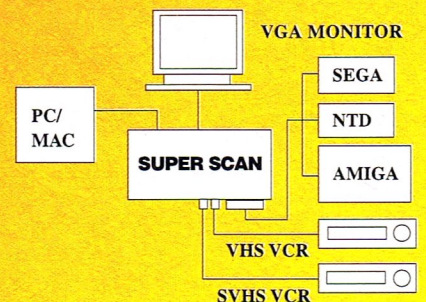 VGA MONITOR
SEGA
PC/
MAC
NTD
SUPER SCAN
AMIGA
VHS VCR
SVHS VCR